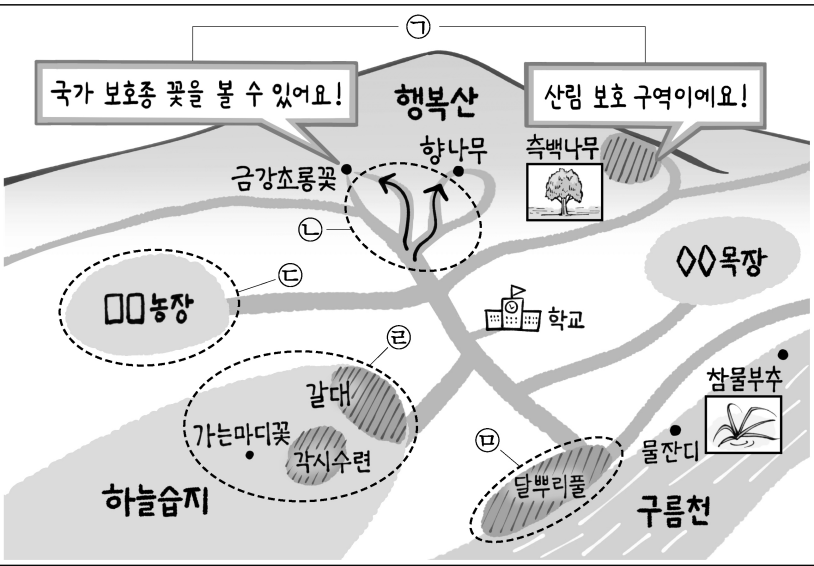 ㉠
국가 보호종 꽃을 볼 수 있어요!
산림 보호 구역이에요!
행복산
향나무
측백나무
금강초롱꽃
㉡
㉢
◇◇목장
□□농장
학교
㉣
갈대
참물부추
가는마디꽃
각시수련
㉤
물잔디
달뿌리풀
하늘습지
구름천